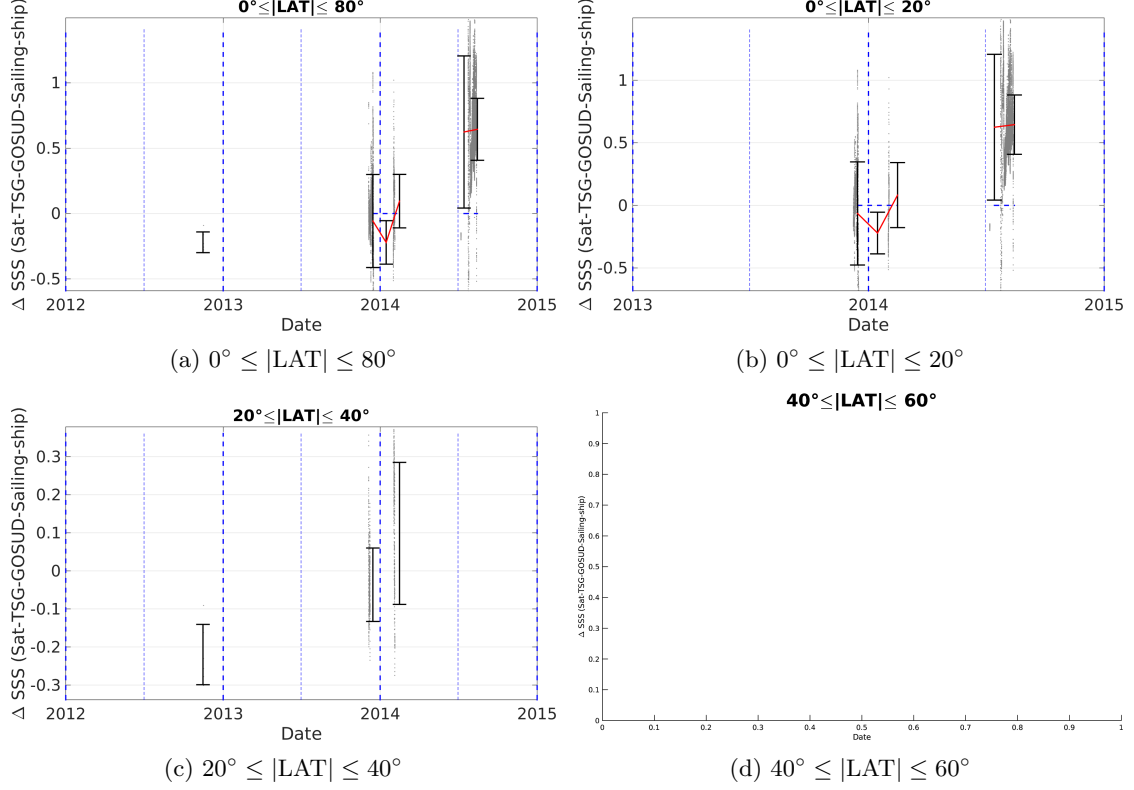 0°≤|LAT|≤ 80°
Δ SSS (Sat-TSG-GOSUD-Sailing-ship)
1
0.5
0
-0.5
2012 2013 2014 2015
Date
(a) 0° ≤ |LAT| ≤ 80°
0°≤|LAT|≤ 20°
Δ SSS (Sat-TSG-GOSUD-Sailing-ship)
1
0.5
0
-0.5
2013 2014 2015
Date
(b) 0° ≤ |LAT| ≤ 20°
20°≤|LAT|≤ 40°
Δ SSS (Sat-TSG-GOSUD-Sailing-ship)
0.3
0.2
0.1
0
-0.1
-0.2
-0.3
2012 2013 2014 2015
Date
(c) 20° ≤ |LAT| ≤ 40°
40°≤|LAT|≤ 60°
Δ SSS (Sat-TSG-GOSUD-Sailing-ship)
1
0.9
0.8
0.7
0.6
0.5
0.4
0.3
0.2
0.1
0
0 0.1 0.2 0.3 0.4 0.5 0.6 0.7 0.8 0.9 1
Date
(d) 40° ≤ |LAT| ≤ 60°